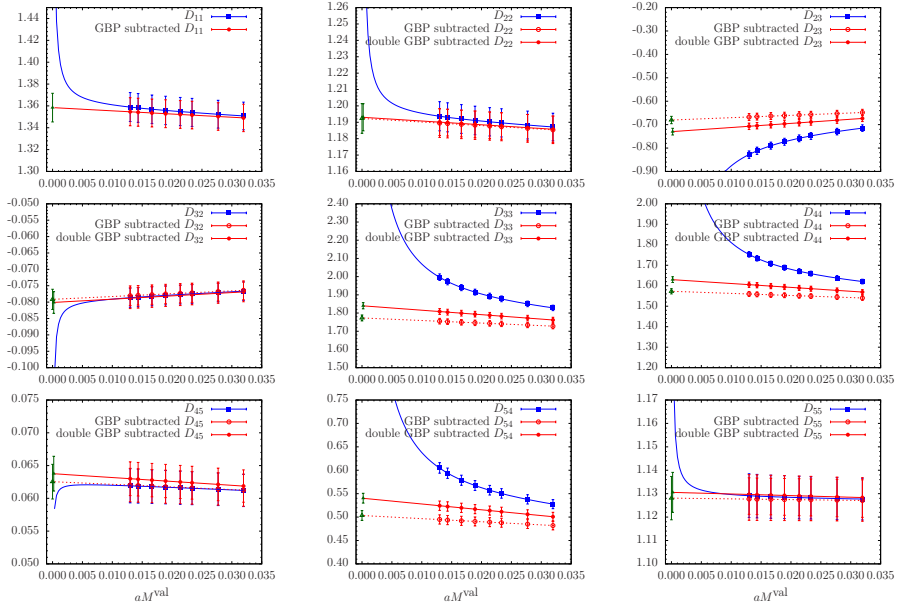 1.44
1.42
1.40
1.38
1.36
1.34
1.32
1.30
D11
GBP subtracted D11
0.000 0.005 0.010 0.015 0.020 0.025 0.030 0.035
1.26
1.25
1.24
1.23
1.22
1.21
1.20
1.19
1.18
1.17
1.16
D22
GBP subtracted D22
double GBP subtracted D22
0.000 0.005 0.010 0.015 0.020 0.025 0.030 0.035
-0.20
-0.30
-0.40
-0.50
-0.60
-0.70
-0.80
-0.90
D23
GBP subtracted D23
double GBP subtracted D23
0.000 0.005 0.010 0.015 0.020 0.025 0.030 0.035
-0.050
-0.055
-0.060
-0.065
-0.070
-0.075
-0.080
-0.085
-0.090
-0.095
-0.100
D32
GBP subtracted D32
double GBP subtracted D32
0.000 0.005 0.010 0.015 0.020 0.025 0.030 0.035
2.40
2.30
2.20
2.10
2.00
1.90
1.80
1.70
1.60
1.50
D33
GBP subtracted D33
double GBP subtracted D33
0.000 0.005 0.010 0.015 0.020 0.025 0.030 0.035
2.00
1.90
1.80
1.70
1.60
1.50
1.40
1.30
1.20
D44
GBP subtracted D44
double GBP subtracted D44
0.000 0.005 0.010 0.015 0.020 0.025 0.030 0.035
0.075
0.070
0.065
0.060
0.055
0.050
D45
GBP subtracted D45
double GBP subtracted D45
0.000 0.005 0.010 0.015 0.020 0.025 0.030 0.035
aM^val
0.75
0.70
0.65
0.60
0.55
0.50
0.45
0.40
D54
GBP subtracted D54
double GBP subtracted D54
0.000 0.005 0.010 0.015 0.020 0.025 0.030 0.035
aM^val
1.17
1.16
1.15
1.14
1.13
1.12
1.11
1.10
D55
GBP subtracted D55
double GBP subtracted D55
0.000 0.005 0.010 0.015 0.020 0.025 0.030 0.035
aM^val